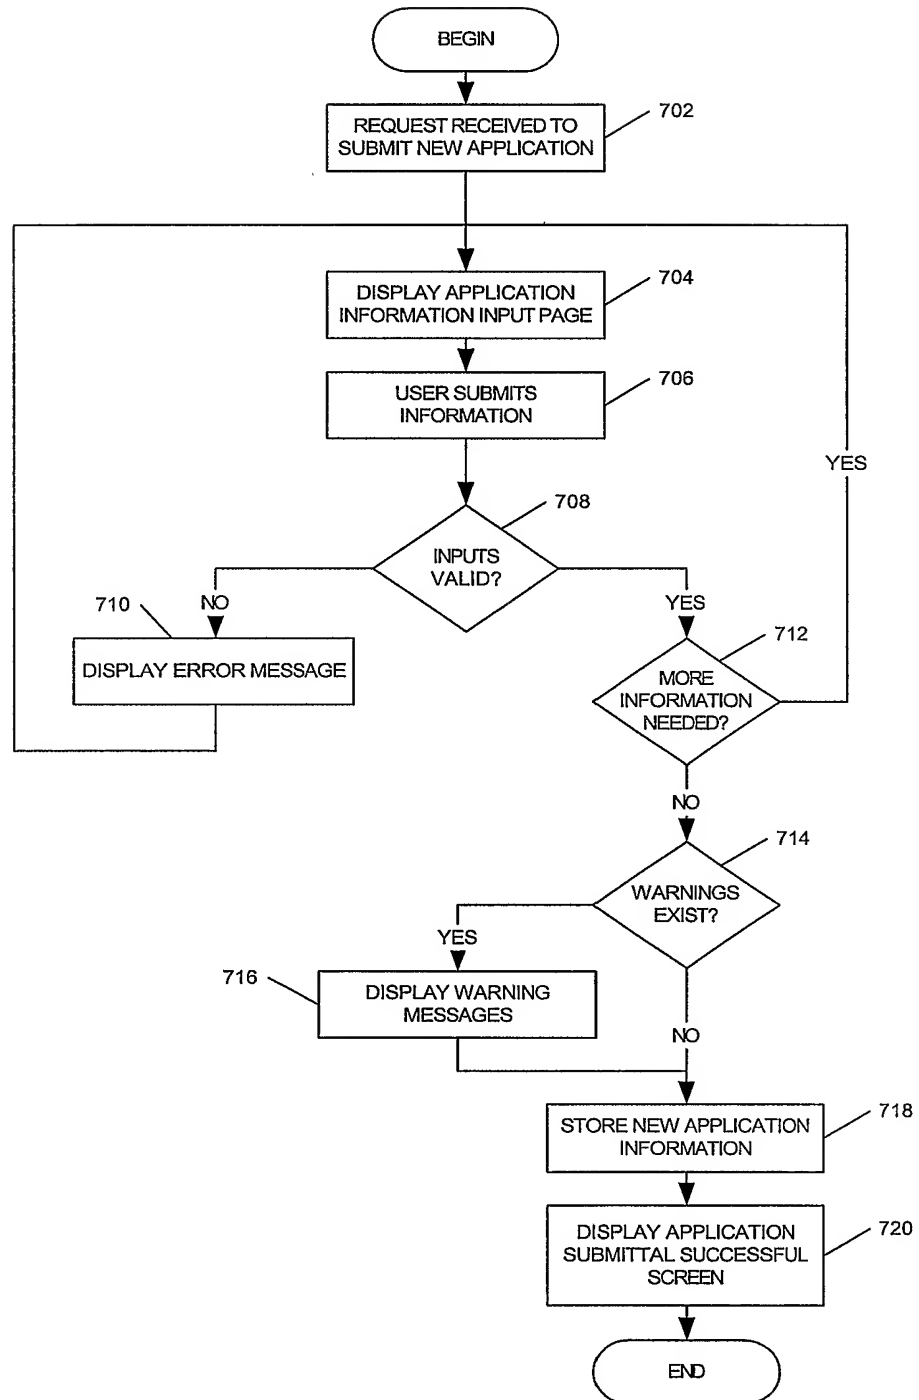 BEGIN
REQUEST RECEIVED TO
SUBMIT NEW APPLICATION
702
DISPLAY APPLICATION
INFORMATION INPUT PAGE
704
USER SUBMITS
INFORMATION
706
YES
INPUTS
VALID?
708
NO
YES
710
DISPLAY ERROR MESSAGE
712
MORE
INFORMATION
NEEDED?
NO
714
WARNINGS
EXIST?
YES
716
DISPLAY WARNING
MESSAGES
NO
STORE NEW APPLICATION
INFORMATION
718
DISPLAY APPLICATION
SUBMITTAL SUCCESSFUL
SCREEN
720
END